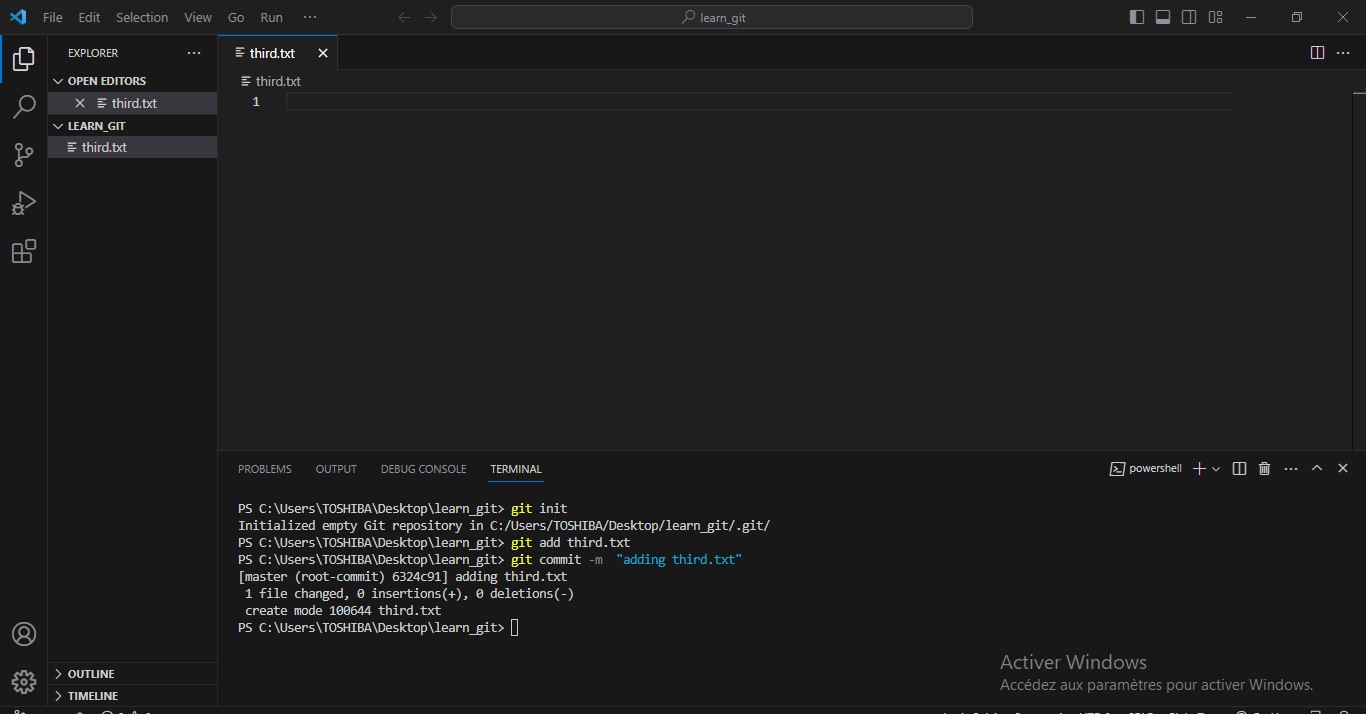 File Edit Selection View Go Run ···
learn_git
EXPLORER ···
OPEN EDITORS
third.txt
LEARN_GIT
third.txt
OUTLINE
TIMELINE
third.txt
third.txt
1
PROBLEMS OUTPUT DEBUG CONSOLE TERMINAL
powershell
PS C:\Users\TOSHIBA\Desktop\learn_git> git init
Initialized empty Git repository in C:/Users/TOSHIBA/Desktop/learn_git/.git/
PS C:\Users\TOSHIBA\Desktop\learn_git> git add third.txt
PS C:\Users\TOSHIBA\Desktop\learn_git> git commit -m  "adding third.txt"
[master (root-commit) 6324c91] adding third.txt
 1 file changed, 0 insertions(+), 0 deletions(-)
 create mode 100644 third.txt
PS C:\Users\TOSHIBA\Desktop\learn_git>
Activer Windows
Accédez aux paramètres pour activer Windows.